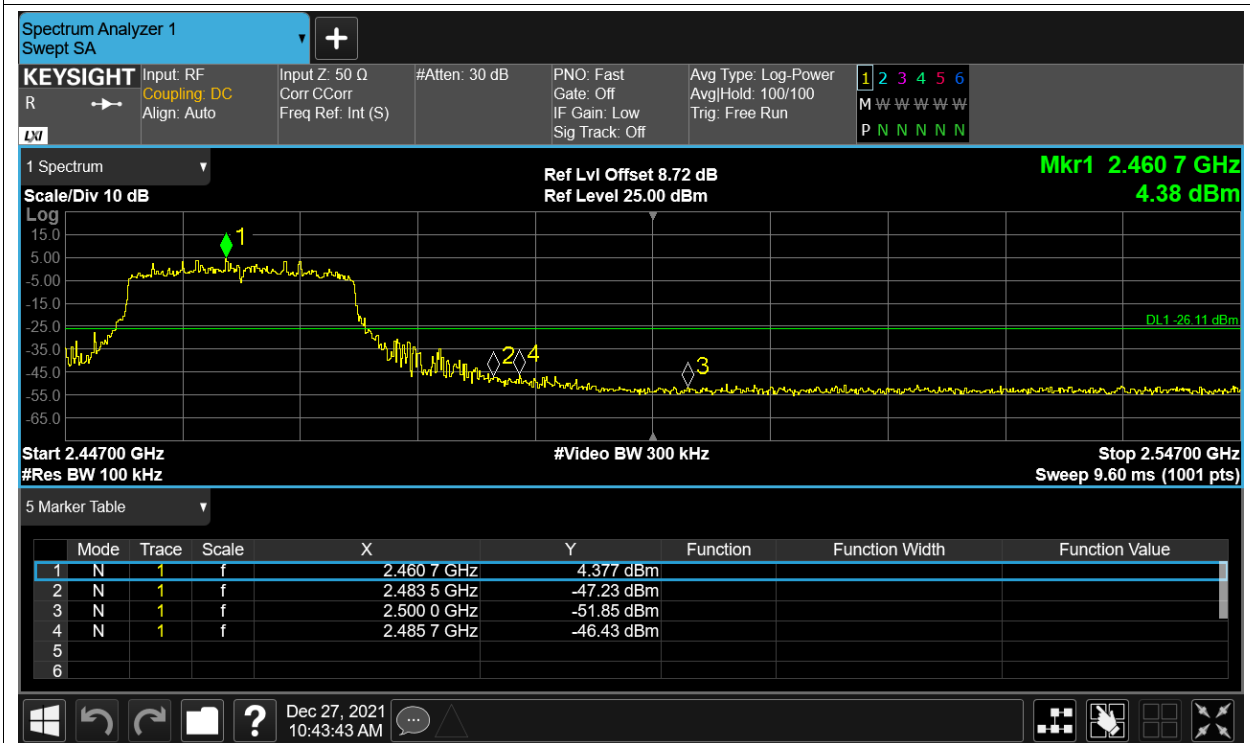 Spectrum Analyzer 1
Swept SA
+
KEYSIGHT
R
LXI
Input: RF
Coupling: DC
Align: Auto
Input Z: 50 Ω
Corr CCorr
Freq Ref: Int (S)
#Atten: 30 dB
PNO: Fast
Gate: Off
IF Gain: Low
Sig Track: Off
Avg Type: Log-Power
Avg|Hold: 100/100
Trig: Free Run
1 2 3 4 5 6
M W W W W W
P N N N N N
1 Spectrum
Scale/Div 10 dB
Ref Lvl Offset 8.72 dB
Ref Level 25.00 dBm
Mkr1 2.460 7 GHz
4.38 dBm
Log
15.0
5.00
-5.00
-15.0
-25.0
-35.0
-45.0
-55.0
-65.0
1
2
4
3
DL1 -26.11 dBm
Start 2.44700 GHz
#Res BW 100 kHz
#Video BW 300 kHz
Stop 2.54700 GHz
Sweep 9.60 ms (1001 pts)
5 Marker Table
Mode Trace Scale X Y Function Function Width Function Value
1 N 1 f 2.460 7 GHz 4.377 dBm
2 N 1 f 2.483 5 GHz -47.23 dBm
3 N 1 f 2.500 0 GHz -51.85 dBm
4 N 1 f 2.485 7 GHz -46.43 dBm
5
6
?
Dec 27, 2021
10:43:43 AM